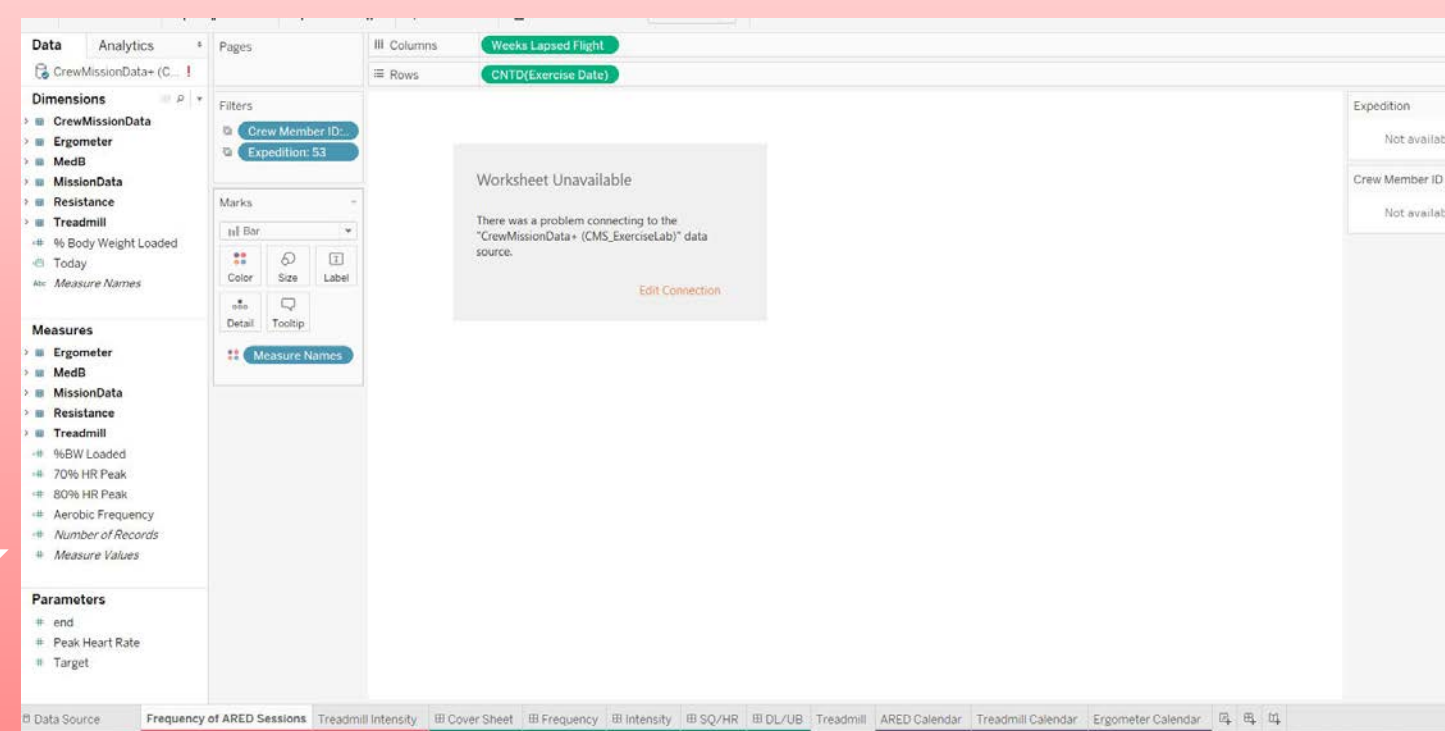 Data Analytics
CrewMissionData+ (C... !
Dimensions
CrewMissionData
Ergometer
MedB
MissionData
Resistance
Treadmill
# % Body Weight Loaded
Today
Abc Measure Names
Measures
Ergometer
MedB
MissionData
Resistance
Treadmill
# %BW Loaded
# 70% HR Peak
# 80% HR Peak
# Aerobic Frequency
# Number of Records
# Measure Values
Parameters
# end
# Peak Heart Rate
# Target
Pages
Filters
Crew Member ID:..
Expedition: 53
Marks
Bar
Color Size Label
Detail Tooltip
Measure Names
Columns Weeks Lapsed Flight
Rows CNTD(Exercise Date)
Worksheet Unavailable
There was a problem connecting to the
"CrewMissionData+ (CMS_ExerciseLab)" data
source.
Edit Connection
Expedition
Not availab
Crew Member ID
Not availab
Data Source Frequency of ARED Sessions Treadmill Intensity Cover Sheet Frequency Intensity SQ/HR DL/UB Treadmill ARED Calendar Treadmill Calendar Ergometer Calendar